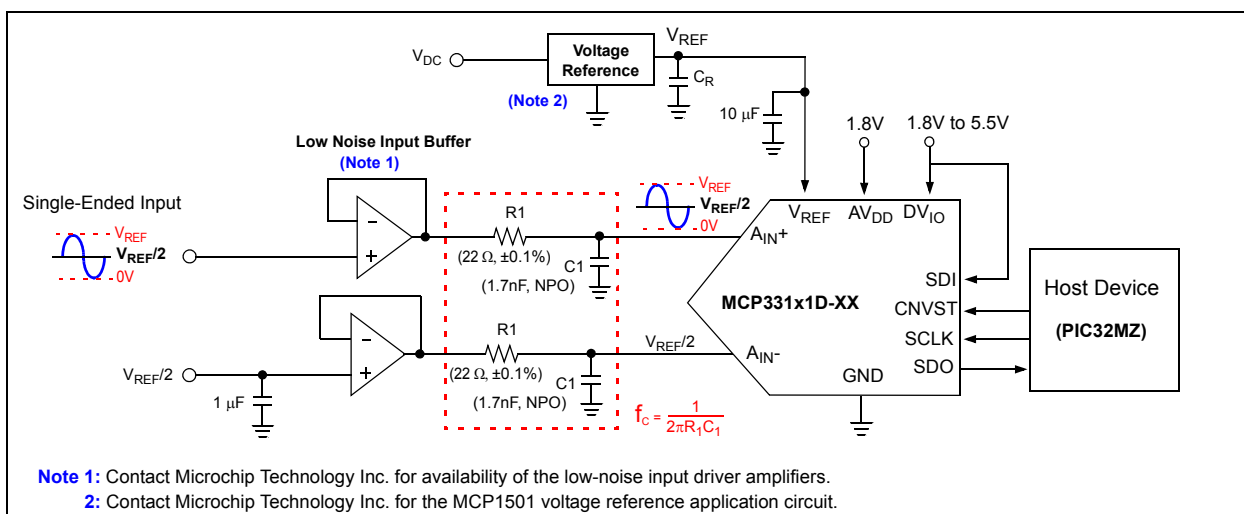 V_REF
V_DC
Voltage
Reference
(Note 2)
C_R
10 μF
1.8V
1.8V to 5.5V
Low Noise Input Buffer
(Note 1)
Single-Ended Input
V_REF
V_REF/2
0V
V_REF
V_REF/2
0V
V_REF
AV_DD
DV_IO
−
+
R1
(22 Ω, ±0.1%)
C1
(1.7nF, NPO)
A_IN+
SDI
CNVST
SCLK
SDO
MCP331x1D-XX
Host Device
(PIC32MZ)
−
+
R1
(22 Ω, ±0.1%)
C1
(1.7nF, NPO)
V_REF/2
A_IN-
GND
V_REF/2
1 μF
f_c = 1 / 2πR_1C_1
Note 1: Contact Microchip Technology Inc. for availability of the low-noise input driver amplifiers.
2: Contact Microchip Technology Inc. for the MCP1501 voltage reference application circuit.